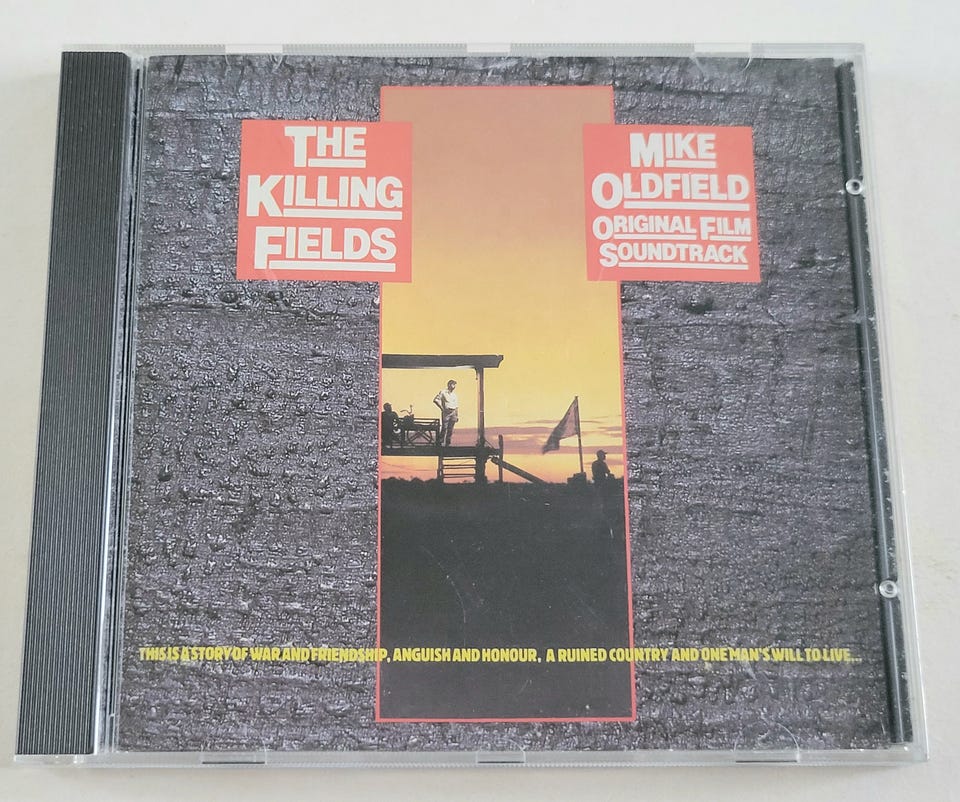 THE
KILLING
FIELDS
MIKE
OLDFIELD
ORIGINAL FILM
SOUNDTRACK
THIS IS A STORY OF WAR AND FRIENDSHIP, ANGUISH AND HONOUR, A RUINED COUNTRY AND ONE MAN'S WILL TO LIVE...